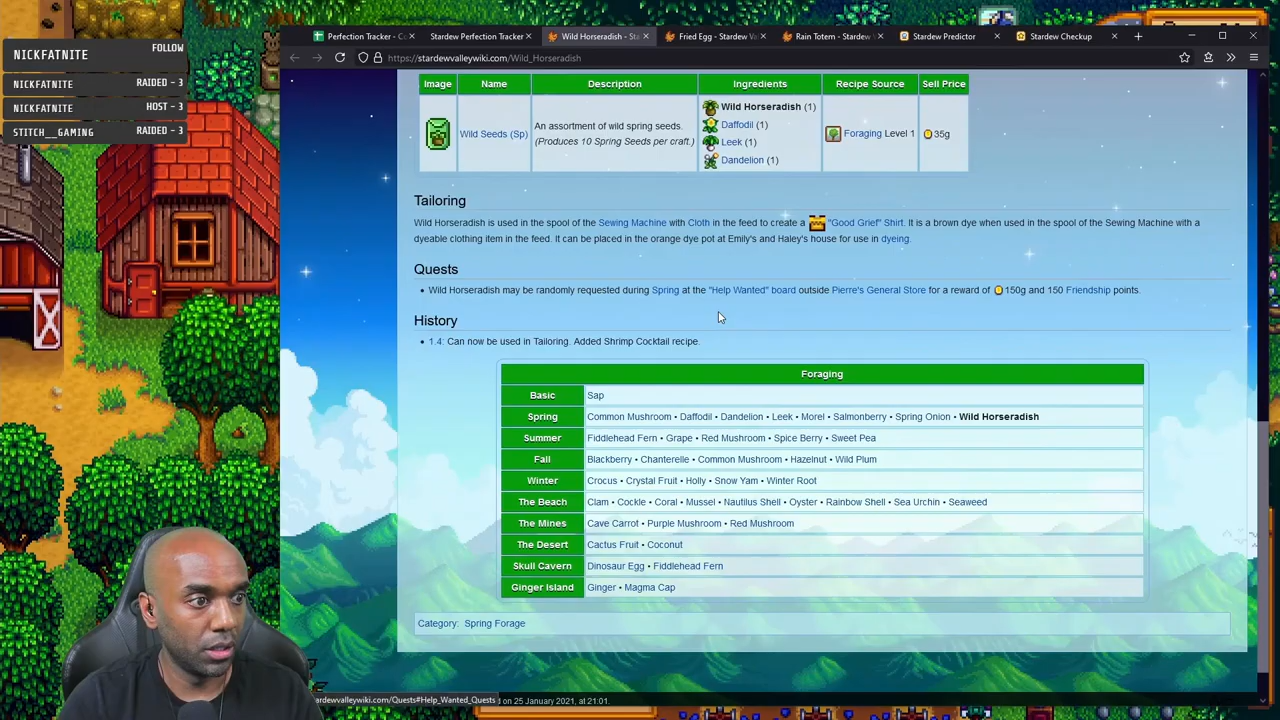 NICKFATNITE FOLLOW
NICKFATNITE RAIDED - 3
NICKFATNITE HOST - 3
STITCH__GAMING RAIDED - 3
Perfection Tracker - C
Stardew Perfection Tracker
Wild Horseradish - Sta
Fried Egg - Stardew Va
Rain Totem - Stardew
Stardew Predictor
Stardew Checkup
https://stardewvalleywiki.com/Wild_Horseradish
Image Name Description Ingredients Recipe Source Sell Price
Wild Seeds (Sp)
An assortment of wild spring seeds.
(Produces 10 Spring Seeds per craft.)
Wild Horseradish (1)
Daffodil (1)
Leek (1)
Dandelion (1)
Foraging Level 1
35g
Tailoring
Wild Horseradish is used in the spool of the Sewing Machine with Cloth in the feed to create a "Good Grief" Shirt. It is a brown dye when used in the spool of the Sewing Machine with a
dyeable clothing item in the feed. It can be placed in the orange dye pot at Emily's and Haley's house for use in dyeing.
Quests
• Wild Horseradish may be randomly requested during Spring at the "Help Wanted" board outside Pierre's General Store for a reward of 150g and 150 Friendship points.
History
• 1.4: Can now be used in Tailoring. Added Shrimp Cocktail recipe.
Foraging
Basic Sap
Spring Common Mushroom • Daffodil • Dandelion • Leek • Morel • Salmonberry • Spring Onion • Wild Horseradish
Summer Fiddlehead Fern • Grape • Red Mushroom • Spice Berry • Sweet Pea
Fall Blackberry • Chanterelle • Common Mushroom • Hazelnut • Wild Plum
Winter Crocus • Crystal Fruit • Holly • Snow Yam • Winter Root
The Beach Clam • Cockle • Coral • Mussel • Nautilus Shell • Oyster • Rainbow Shell • Sea Urchin • Seaweed
The Mines Cave Carrot • Purple Mushroom • Red Mushroom
The Desert Cactus Fruit • Coconut
Skull Cavern Dinosaur Egg • Fiddlehead Fern
Ginger Island Ginger • Magma Cap
Category: Spring Forage
tardewvalleywiki.com/Quests#Help_Wanted_Quests
on 25 January 2021, at 21:01.